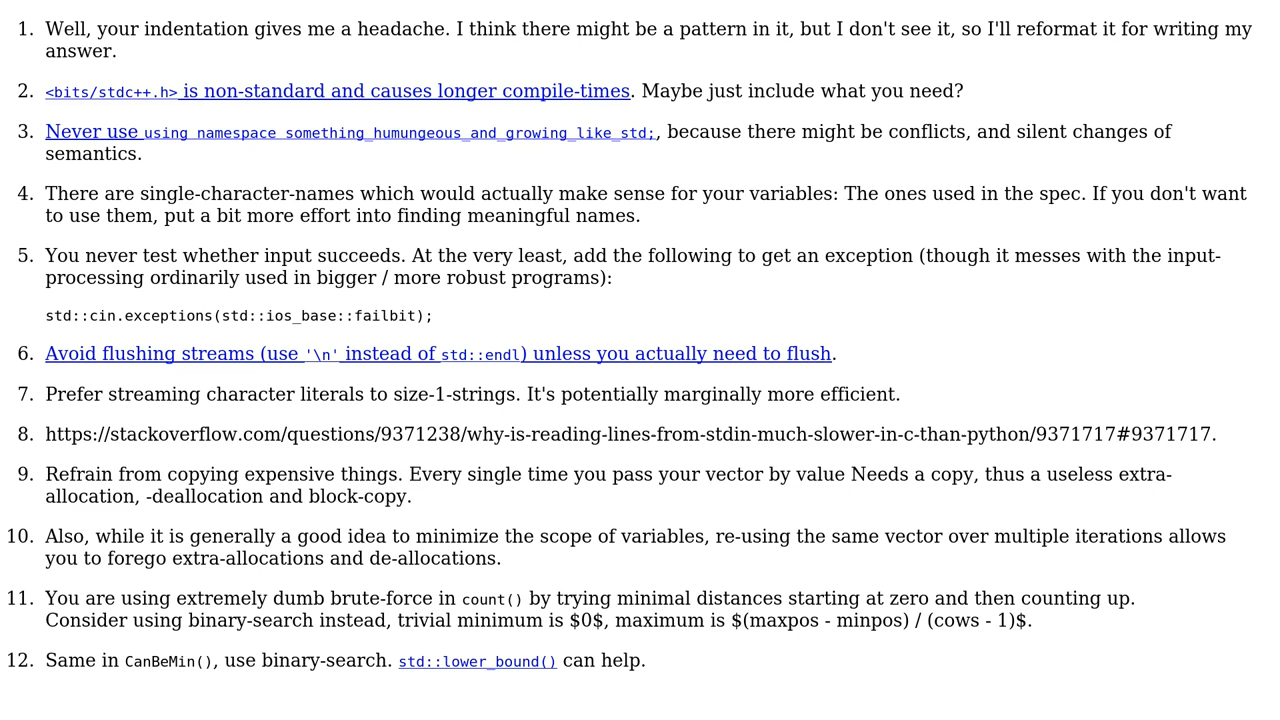 1. Well, your indentation gives me a headache. I think there might be a pattern in it, but I don't see it, so I'll reformat it for writing my
answer.
2. <bits/stdc++.h> is non-standard and causes longer compile-times. Maybe just include what you need?
3. Never use using namespace something_humungeous_and_growing_like_std;, because there might be conflicts, and silent changes of
semantics.
4. There are single-character-names which would actually make sense for your variables: The ones used in the spec. If you don't want
to use them, put a bit more effort into finding meaningful names.
5. You never test whether input succeeds. At the very least, add the following to get an exception (though it messes with the input-
processing ordinarily used in bigger / more robust programs):
std::cin.exceptions(std::ios_base::failbit);
6. Avoid flushing streams (use '\n' instead of std::endl) unless you actually need to flush.
7. Prefer streaming character literals to size-1-strings. It's potentially marginally more efficient.
8. https://stackoverflow.com/questions/9371238/why-is-reading-lines-from-stdin-much-slower-in-c-than-python/9371717#9371717.
9. Refrain from copying expensive things. Every single time you pass your vector by value Needs a copy, thus a useless extra-
allocation, -deallocation and block-copy.
10. Also, while it is generally a good idea to minimize the scope of variables, re-using the same vector over multiple iterations allows
you to forego extra-allocations and de-allocations.
11. You are using extremely dumb brute-force in count() by trying minimal distances starting at zero and then counting up.
Consider using binary-search instead, trivial minimum is $0$, maximum is $(maxpos - minpos) / (cows - 1)$.
12. Same in CanBeMin(), use binary-search. std::lower_bound() can help.